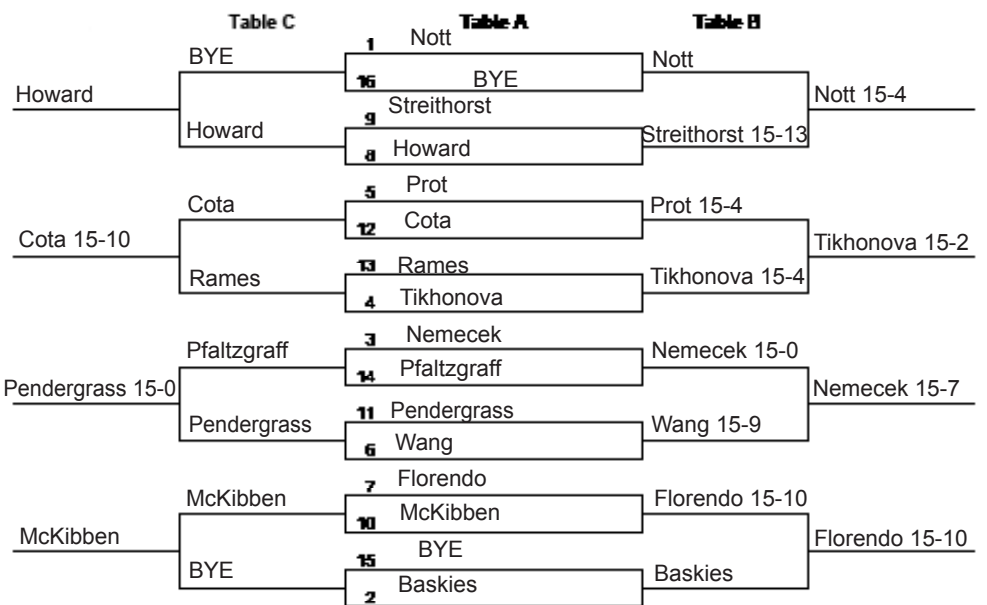 Table C Table A Table B
1 Nott
BYE Nott
16 BYE
Howard Nott 15-4
9 Streithorst
Howard Streithorst 15-13
8 Howard
5 Prot
Cota Prot 15-4
12 Cota
Cota 15-10 Tikhonova 15-2
13 Rames
Rames Tikhonova 15-4
4 Tikhonova
3 Nemecek
Pfaltzgraff Nemecek 15-0
14 Pfaltzgraff
Pendergrass 15-0 Nemecek 15-7
11 Pendergrass
Pendergrass Wang 15-9
6 Wang
7 Florendo
McKibben Florendo 15-10
10 McKibben
McKibben Florendo 15-10
15 BYE
BYE Baskies
2 Baskies